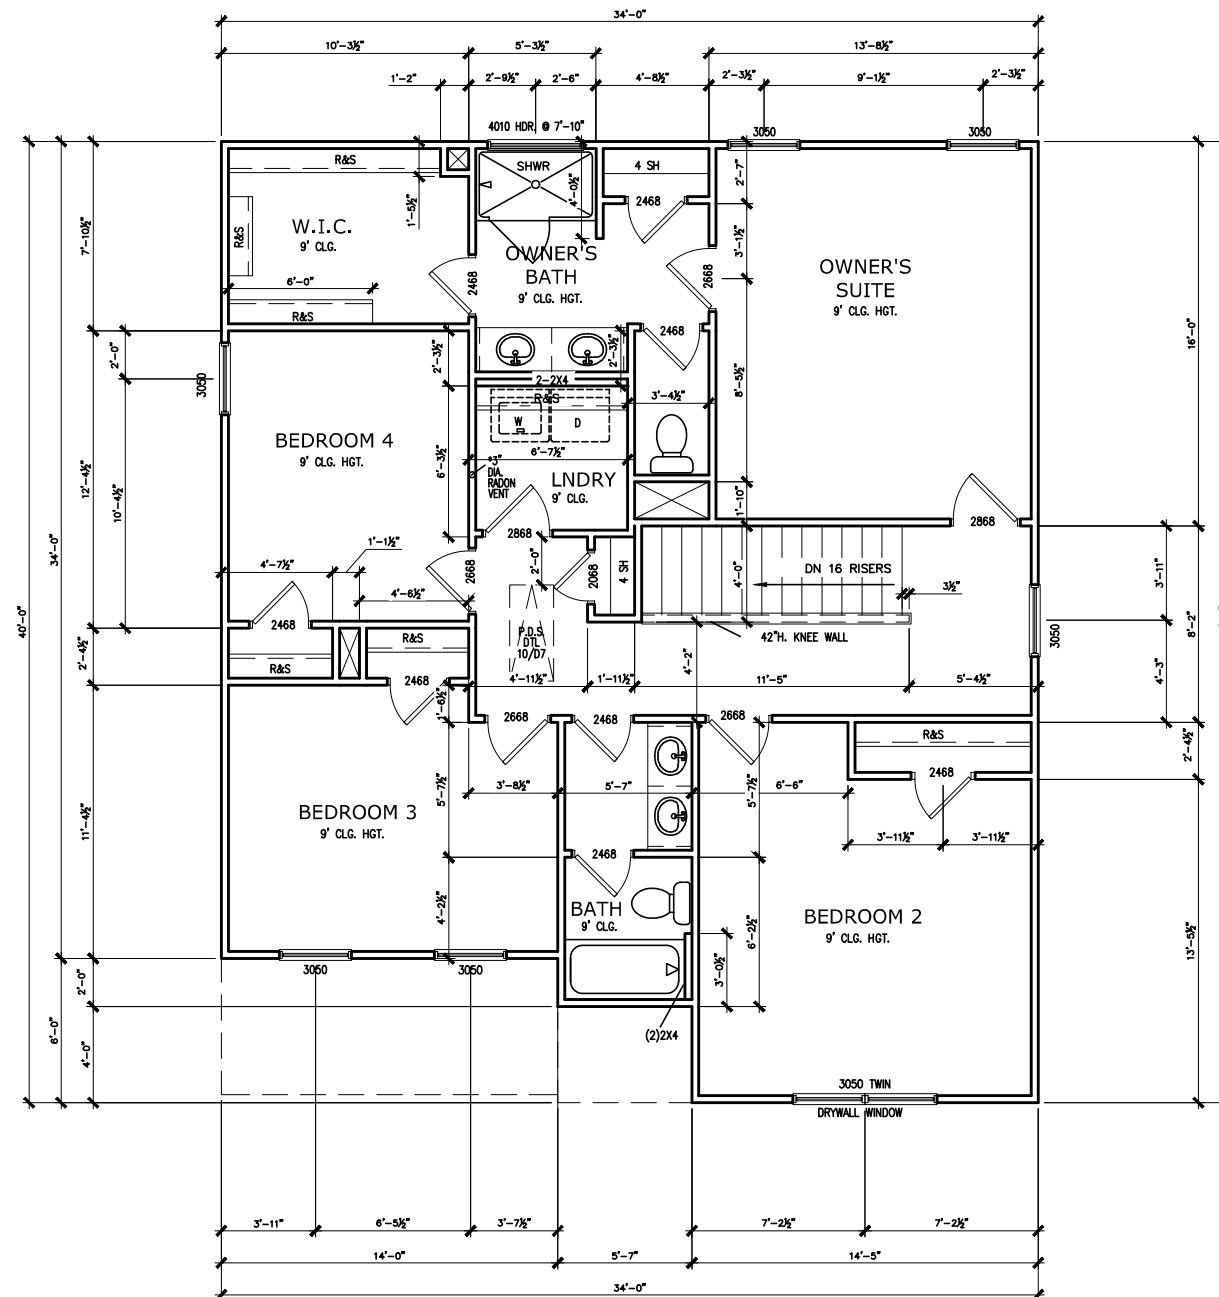 34'-0"
10'-3½" 5'-3½" 13'-8½"
1'-2" 2'-9½" 2'-6" 4'-8½" 2'-3½" 9'-1½" 2'-3½"
4010 HDR. @ 7'-10" 3050 3050
R&S SHWR 4 SH
4'-0½" 2'-7"
2468
1'-5½"
W.I.C.
9' CLG.
R&S
7'-10½"
OWNER'S
BATH
9' CLG. HGT.
2468
3'-1½"
2668
OWNER'S
SUITE
9' CLG. HGT.
16'-0"
6'-0"
R&S
2468
2'-0"
3050
2'-3½" 2'-3½"
2-2X4
R&S
8'-5½"
3'-4½"
W D
BEDROOM 4
9' CLG. HGT.
6'-3½"
6'-7½"
*3"
DIA.
RADON
VENT
LNDRY
9' CLG.
12'-4½"
10'-4½"
1'-10"
2868 2868
34'-0"
40'-0"
1'-1½"
4'-7½"
4'-6½"
2668
2'-0"
2068
4 SH
4'-0"
DN 16 RISERS
3½"
3'-11"
8'-2"
3050
2468
R&S
R&S
2'-4½"
P.D.S.
DTL
10/D7
42"H. KNEE WALL
4'-2"
4'-3"
2468
4'-11½" 1'-11½" 11'-5" 5'-4½"
1'-6½"
2668 2468 2668
R&S
2'-4½"
2468
3'-8½" 5'-7" 6'-6"
5'-7½" 5'-7½"
BEDROOM 3
9' CLG. HGT.
11'-4½"
3'-11½" 3'-11½"
2468
BATH
9' CLG.
4'-2½"
6'-2½"
BEDROOM 2
9' CLG. HGT.
13'-5½"
3050 3050
3'-0½"
2'-0"
6'-0"
4'-0"
(2)2X4
3050 TWIN
DRYWALL WINDOW
3'-11" 6'-5½" 3'-7½" 7'-2½" 7'-2½"
14'-0" 5'-7" 14'-5"
34'-0"